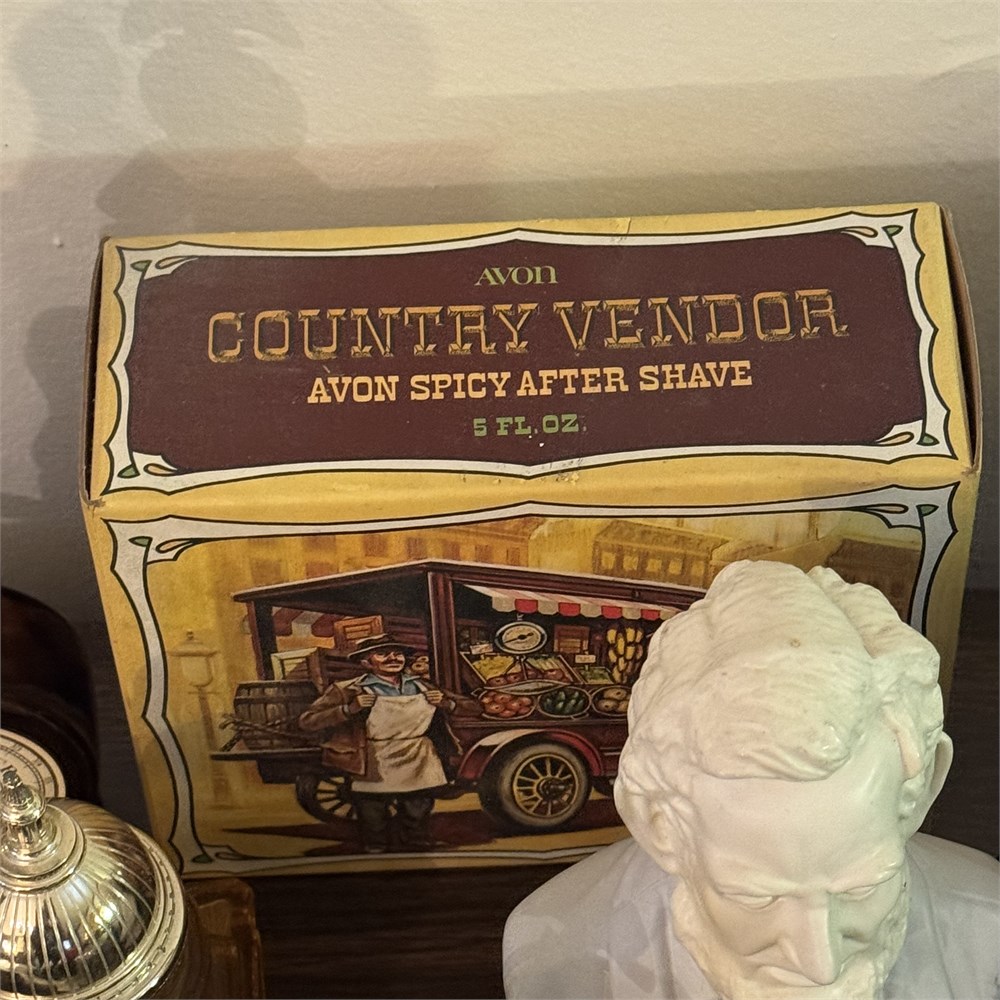 AVON
COUNTRY VENDOR
AVON SPICY AFTER SHAVE
5 FL. OZ.